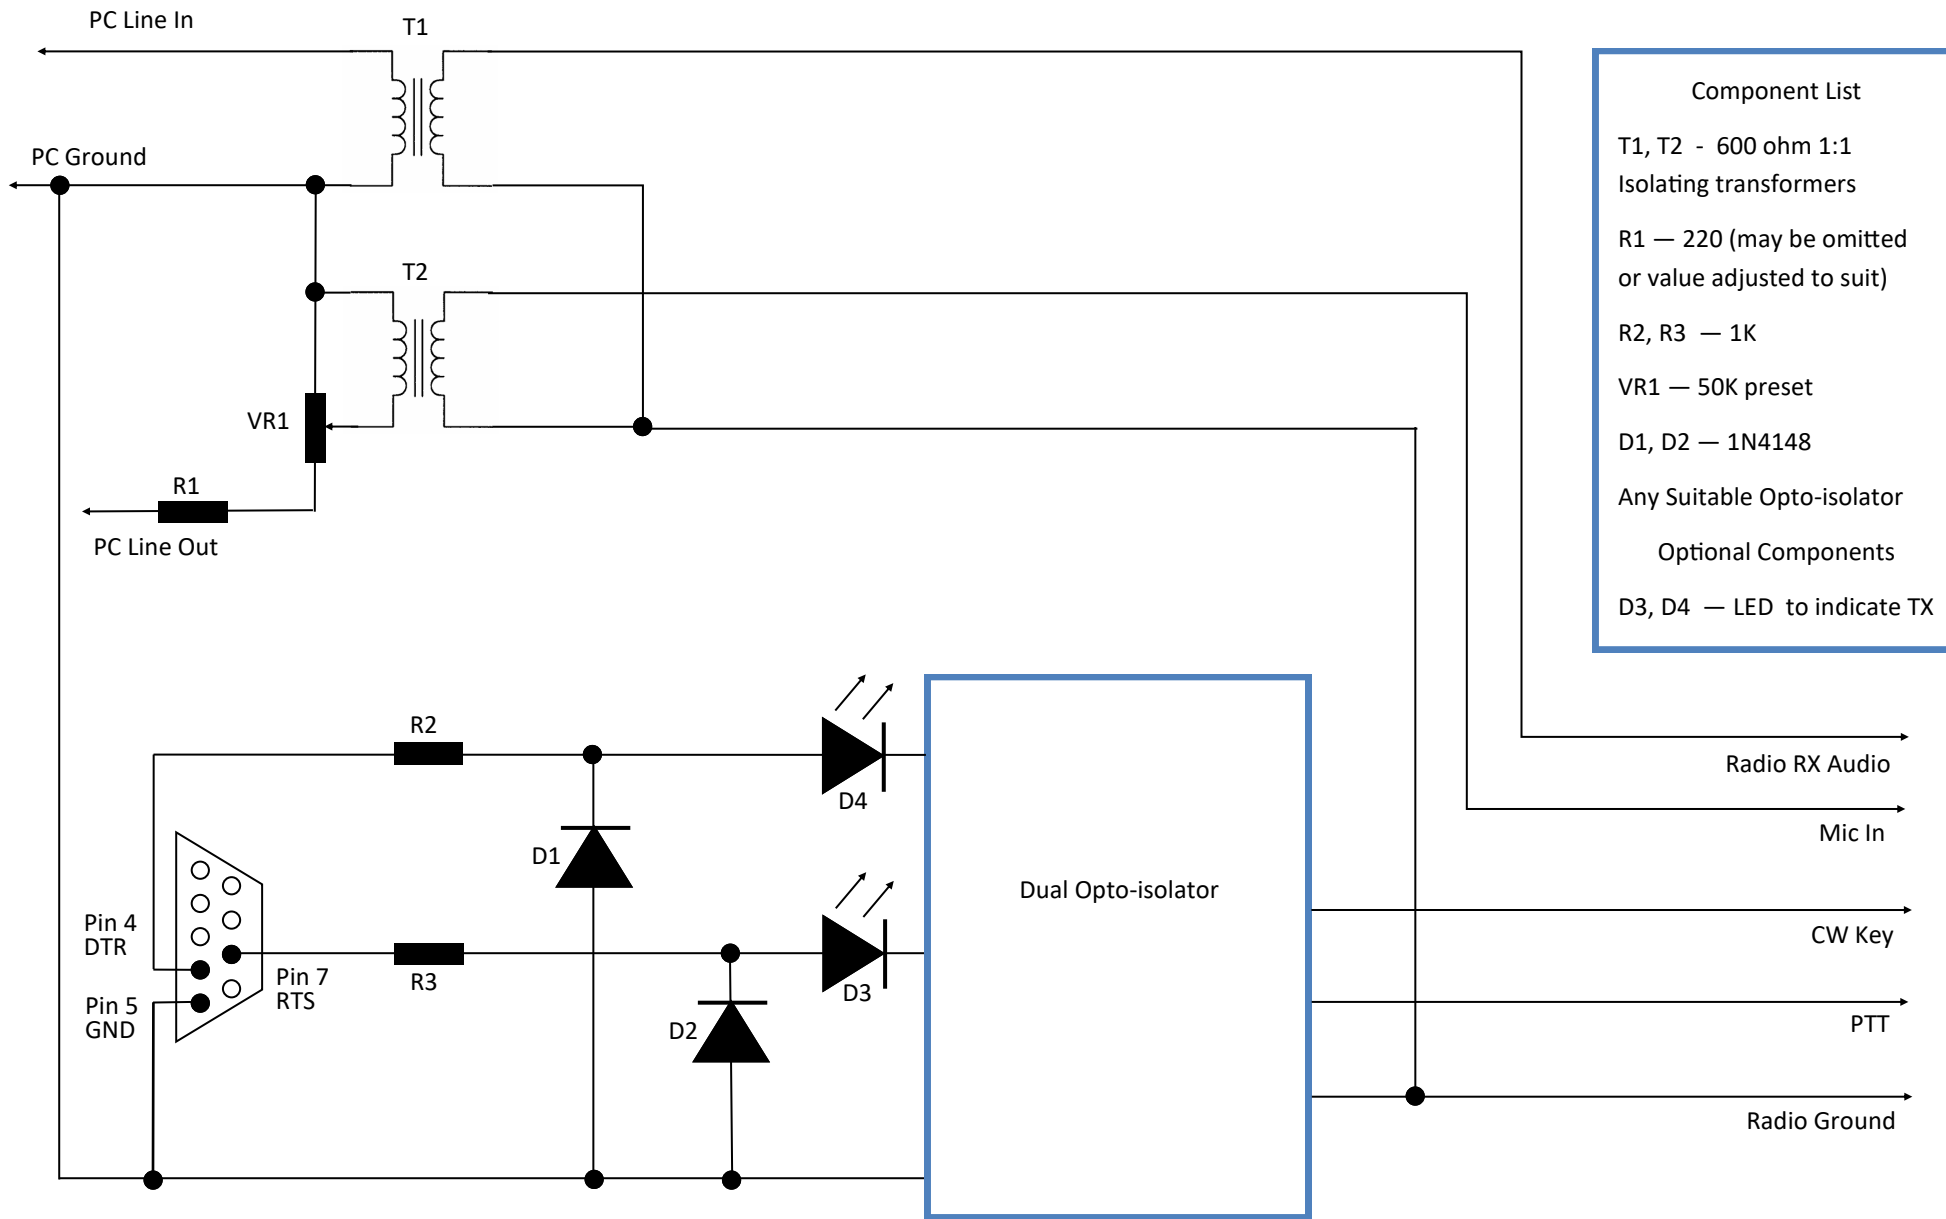 PC Line In
T1
PC Ground
T2
VR1
R1
PC Line Out
Component List
T1, T2 - 600 ohm 1:1
Isolating transformers
R1 — 220 (may be omitted
or value adjusted to suit)
R2, R3 — 1K
VR1 — 50K preset
D1, D2 — 1N4148
Any Suitable Opto-isolator
Optional Components
D3, D4 — LED to indicate TX
R2
D4
D1
Dual Opto-isolator
Pin 4
DTR
Pin 5
GND
Pin 7
RTS
R3
D3
D2
Radio RX Audio
Mic In
CW Key
PTT
Radio Ground